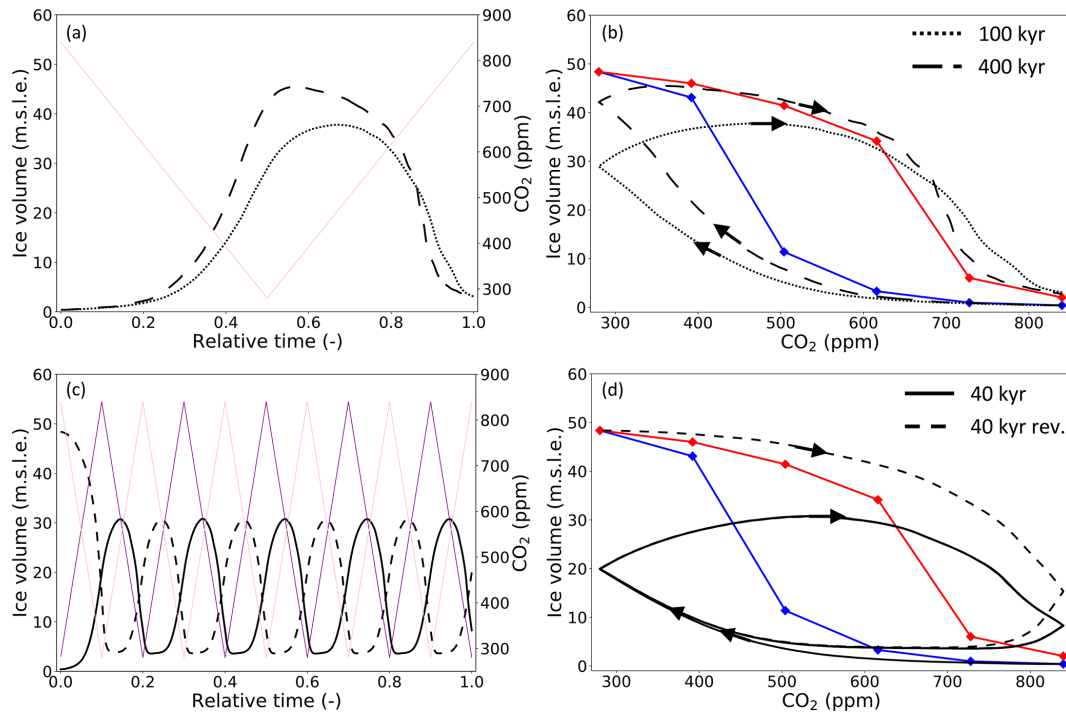 (a)
60
50
40
30
20
10
0
Ice volume (m.s.l.e.)
900
800
700
600
500
400
300
CO₂ (ppm)
0.0 0.2 0.4 0.6 0.8 1.0
Relative time (-)
(b)
100 kyr
400 kyr
60
50
40
30
20
10
0
Ice volume (m.s.l.e.)
300 400 500 600 700 800
CO₂ (ppm)
(c)
60
50
40
30
20
10
0
Ice volume (m.s.l.e.)
900
800
700
600
500
400
300
CO₂ (ppm)
0.0 0.2 0.4 0.6 0.8 1.0
Relative time (-)
(d)
40 kyr
40 kyr rev.
60
50
40
30
20
10
0
Ice volume (m.s.l.e.)
300 400 500 600 700 800
CO₂ (ppm)